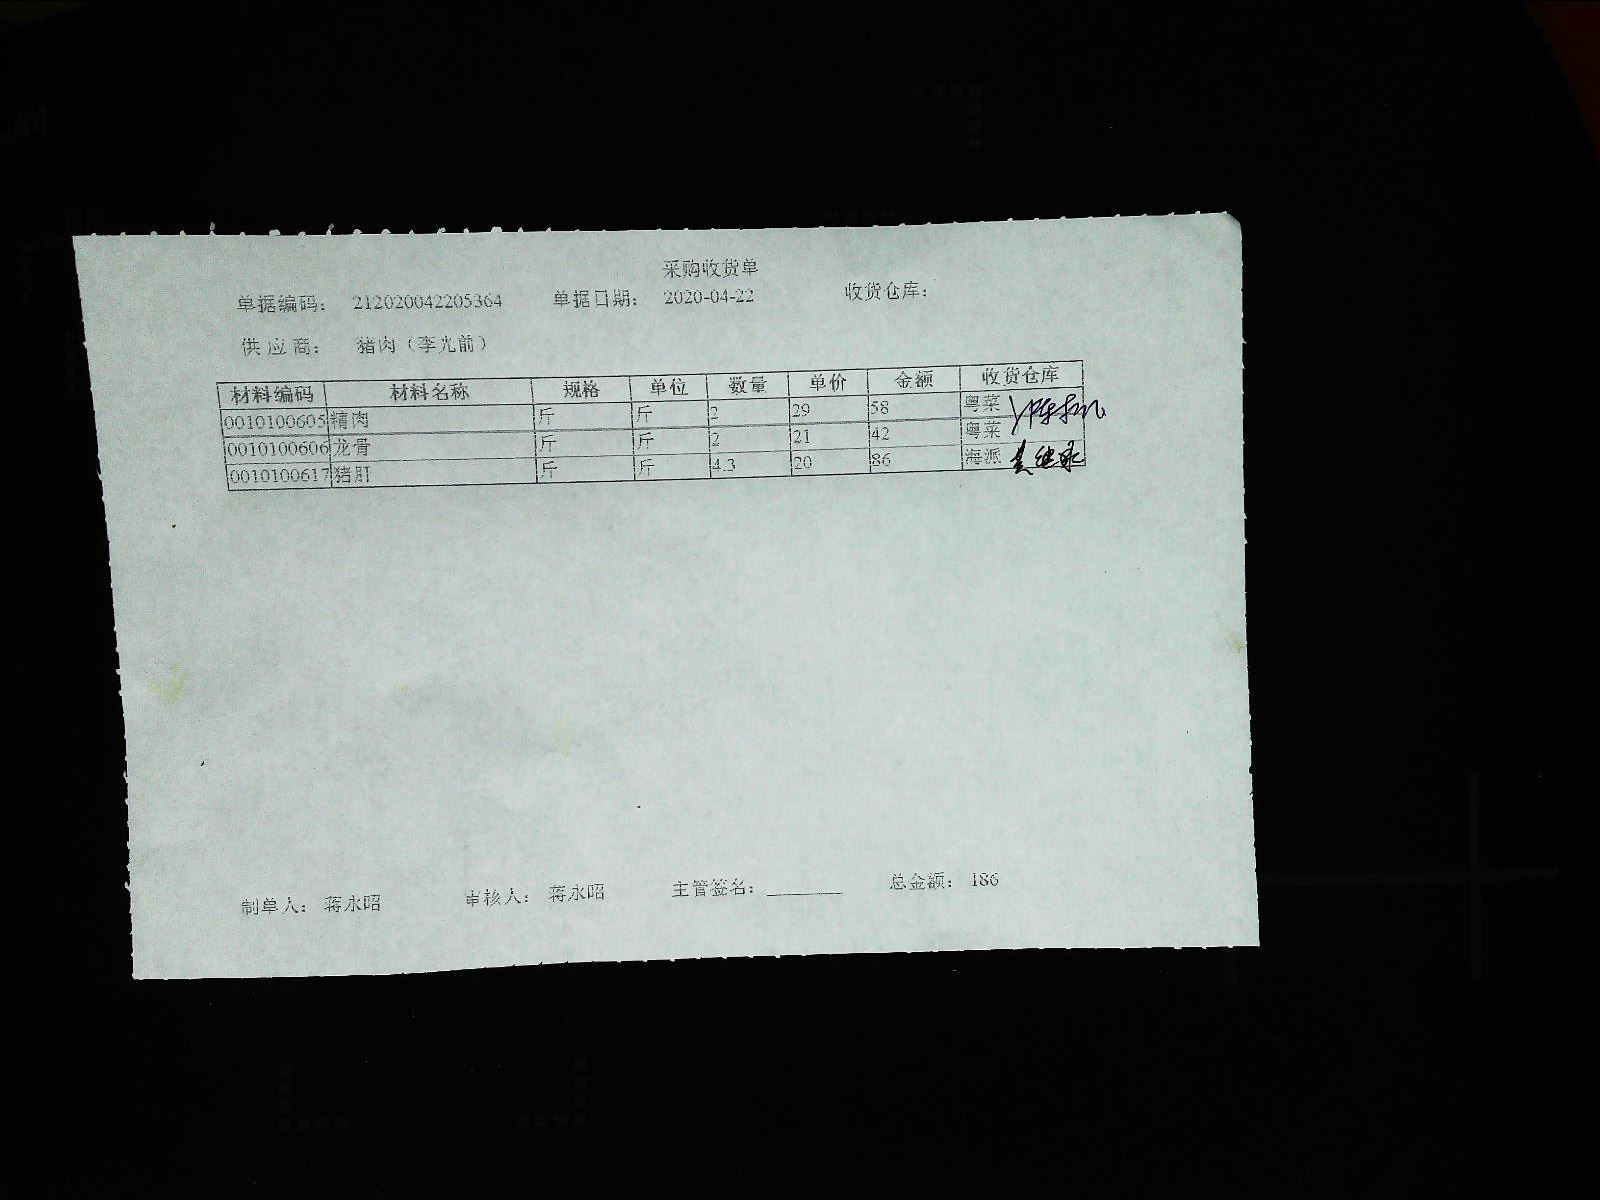 采购收货单
单据编码： 212020042205364 单据日期： 2020-04-22 收货仓库：
供应商： 猪肉（李光前）
材料编码 材料名称 规格 单位 数量 单价 金额 收货仓库
0010100605 精肉 斤 斤 2 29 58 粤菜
0010100606 龙骨 斤 斤 2 21 42 粤菜
0010100617 猪肝 斤 斤 4.3 20 86 海派
制单人： 蒋永昭 审核人： 蒋永昭 主管签名： 总金额： 186